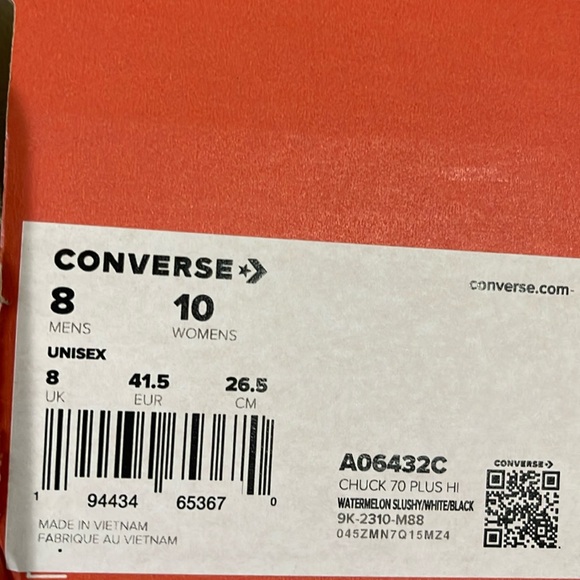 CONVERSE
converse.com
8 10
MENS WOMENS
UNISEX
8 41.5 26.5
UK EUR CM
1 94434 65367 0
MADE IN VIETNAM
FABRIQUE AU VIETNAM
A06432C
CHUCK 70 PLUS HI
WATERMELON SLUSHY/WHITE/BLACK
9K-2310-M88
045ZMN7Q15MZ4
CONVERSE